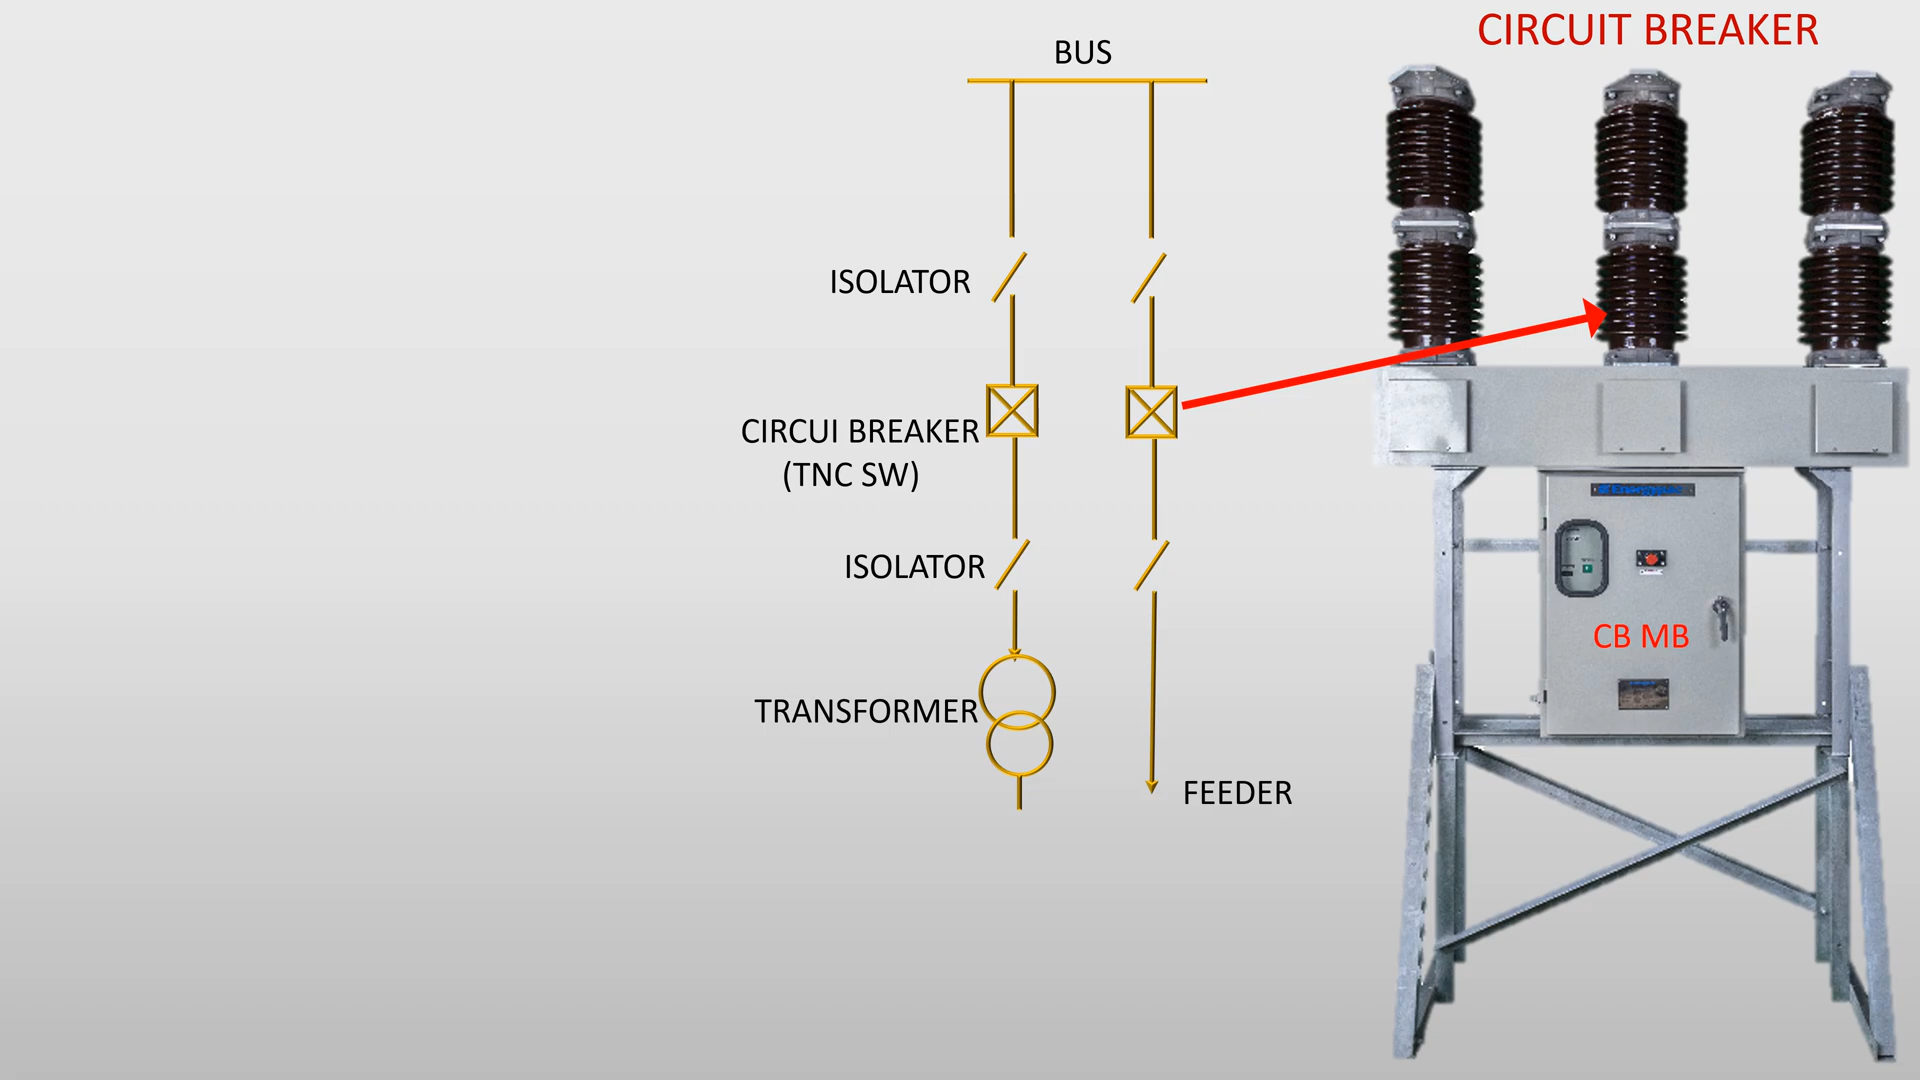 CIRCUIT BREAKER
BUS
ISOLATOR
CIRCUI BREAKER
(TNC SW)
ISOLATOR
CB MB
TRANSFORMER
FEEDER